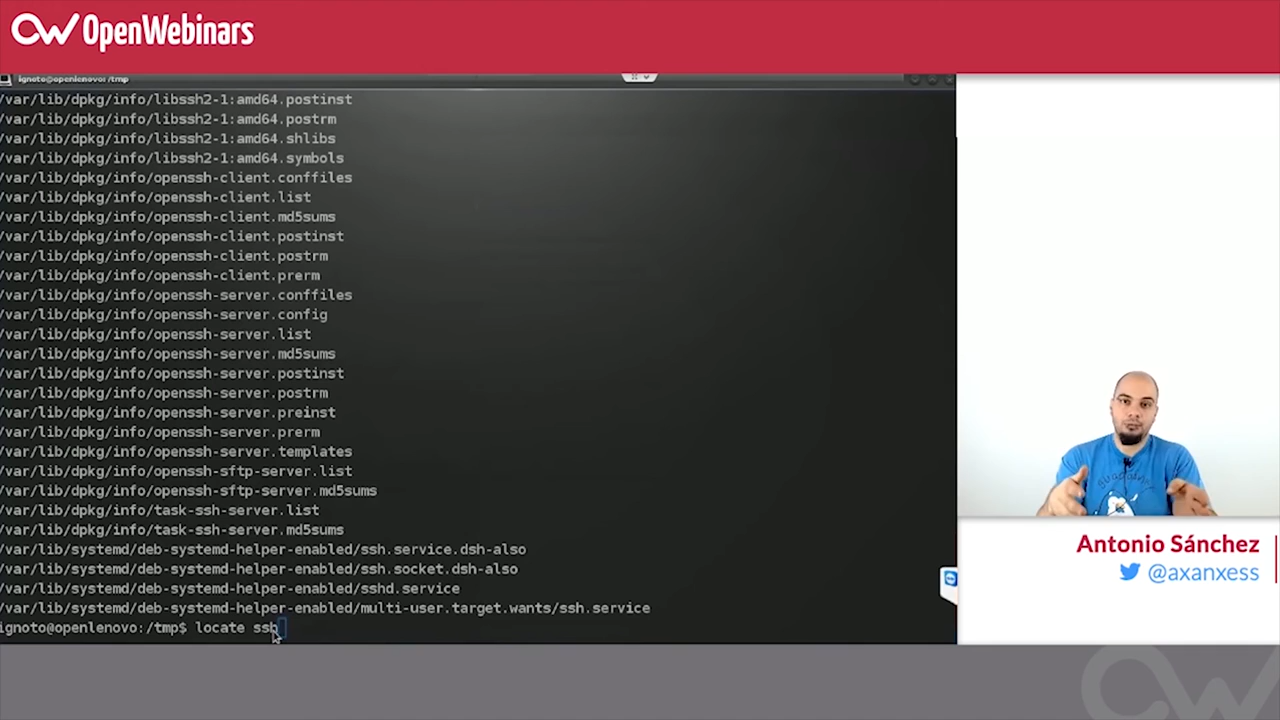 OpenWebinars
ignoto@openlenovo: /tmp
/var/lib/dpkg/info/libssh2-1:amd64.postinst
/var/lib/dpkg/info/libssh2-1:amd64.postrm
/var/lib/dpkg/info/libssh2-1:amd64.shlibs
/var/lib/dpkg/info/libssh2-1:amd64.symbols
/var/lib/dpkg/info/openssh-client.conffiles
/var/lib/dpkg/info/openssh-client.list
/var/lib/dpkg/info/openssh-client.md5sums
/var/lib/dpkg/info/openssh-client.postinst
/var/lib/dpkg/info/openssh-client.postrm
/var/lib/dpkg/info/openssh-client.prerm
/var/lib/dpkg/info/openssh-server.conffiles
/var/lib/dpkg/info/openssh-server.config
/var/lib/dpkg/info/openssh-server.list
/var/lib/dpkg/info/openssh-server.md5sums
/var/lib/dpkg/info/openssh-server.postinst
/var/lib/dpkg/info/openssh-server.postrm
/var/lib/dpkg/info/openssh-server.preinst
/var/lib/dpkg/info/openssh-server.prerm
/var/lib/dpkg/info/openssh-server.templates
/var/lib/dpkg/info/openssh-sftp-server.list
/var/lib/dpkg/info/openssh-sftp-server.md5sums
/var/lib/dpkg/info/task-ssh-server.list
/var/lib/dpkg/info/task-ssh-server.md5sums
/var/lib/systemd/deb-systemd-helper-enabled/ssh.service.dsh-also
/var/lib/systemd/deb-systemd-helper-enabled/ssh.socket.dsh-also
/var/lib/systemd/deb-systemd-helper-enabled/sshd.service
/var/lib/systemd/deb-systemd-helper-enabled/multi-user.target.wants/ssh.service
ignoto@openlenovo:/tmp$ locate ssh
Antonio Sánchez
@axanxess